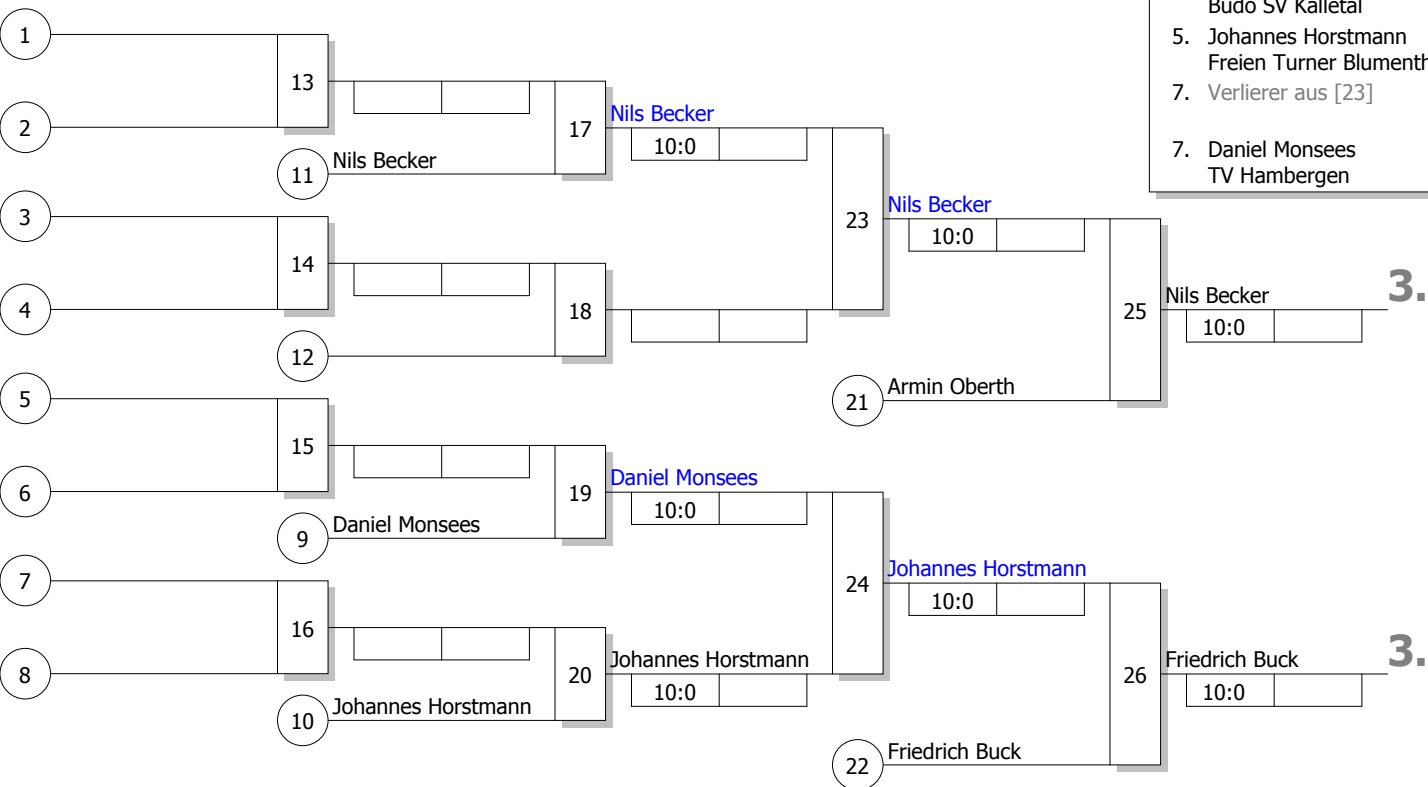 Budo SV Kalletal
5. Johannes Horstmann
Freien Turner Blumenth
7. Verlierer aus [23]
7. Daniel Monsees
TV Hambergen
1
13
2
17
Nils Becker
10:0
11
Nils Becker
3
14
4
18
12
23
Nils Becker
10:0
25
Nils Becker
10:0
3.
21
Armin Oberth
5
15
6
19
Daniel Monsees
10:0
9
Daniel Monsees
7
16
8
20
Johannes Horstmann
10:0
10
Johannes Horstmann
24
Johannes Horstmann
10:0
26
Friedrich Buck
10:0
3.
22
Friedrich Buck